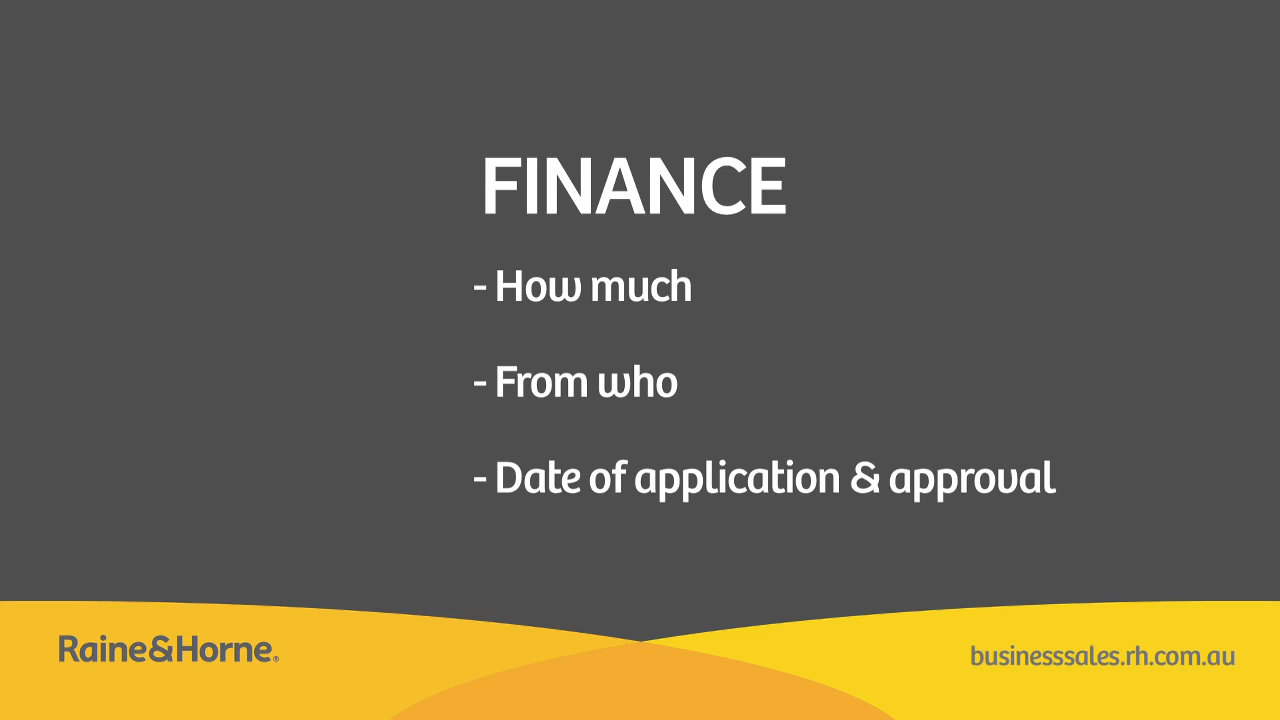 FINANCE
- How much
- From who
- Date of application & approval
Raine&Horne®
businesssales.rh.com.au